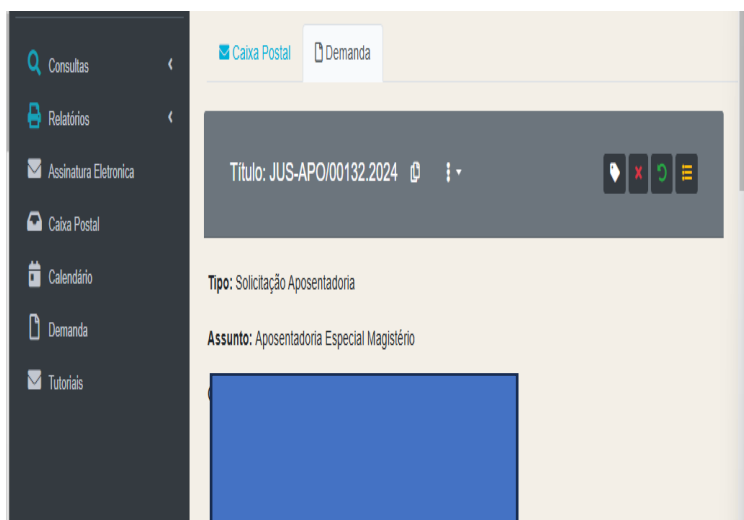 Consultas
Relatórios
Assinatura Eletronica
Caixa Postal
Calendário
Demanda
Tutoriais
Caixa Postal
Demanda
Título: JUS-APO/00132.2024
Tipo: Solicitação Aposentadoria
Assunto: Aposentadoria Especial Magistério